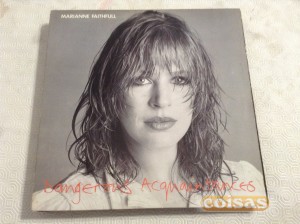 MARIANNE FAITHFULL
Dangerous Acquaintances
coisas